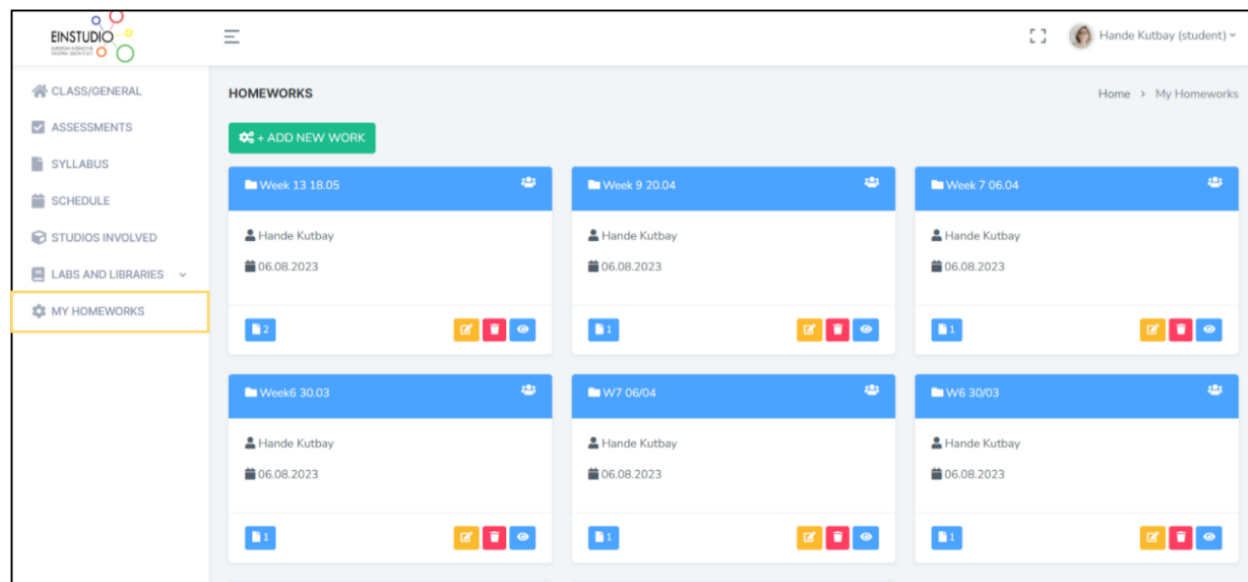 EINSTUDIO
Hande Kutbay (student)
CLASS/GENERAL
ASSESSMENTS
SYLLABUS
SCHEDULE
STUDIOS INVOLVED
LABS AND LIBRARIES
MY HOMEWORKS
HOMEWORKS
Home > My Homeworks
+ ADD NEW WORK
Week 13 18.05
Hande Kutbay
06.08.2023
2
Week 9 20.04
Hande Kutbay
06.08.2023
1
Week 7 06.04
Hande Kutbay
06.08.2023
1
Week6 30.03
Hande Kutbay
06.08.2023
1
W7 06/04
Hande Kutbay
06.08.2023
1
W6 30/03
Hande Kutbay
06.08.2023
1